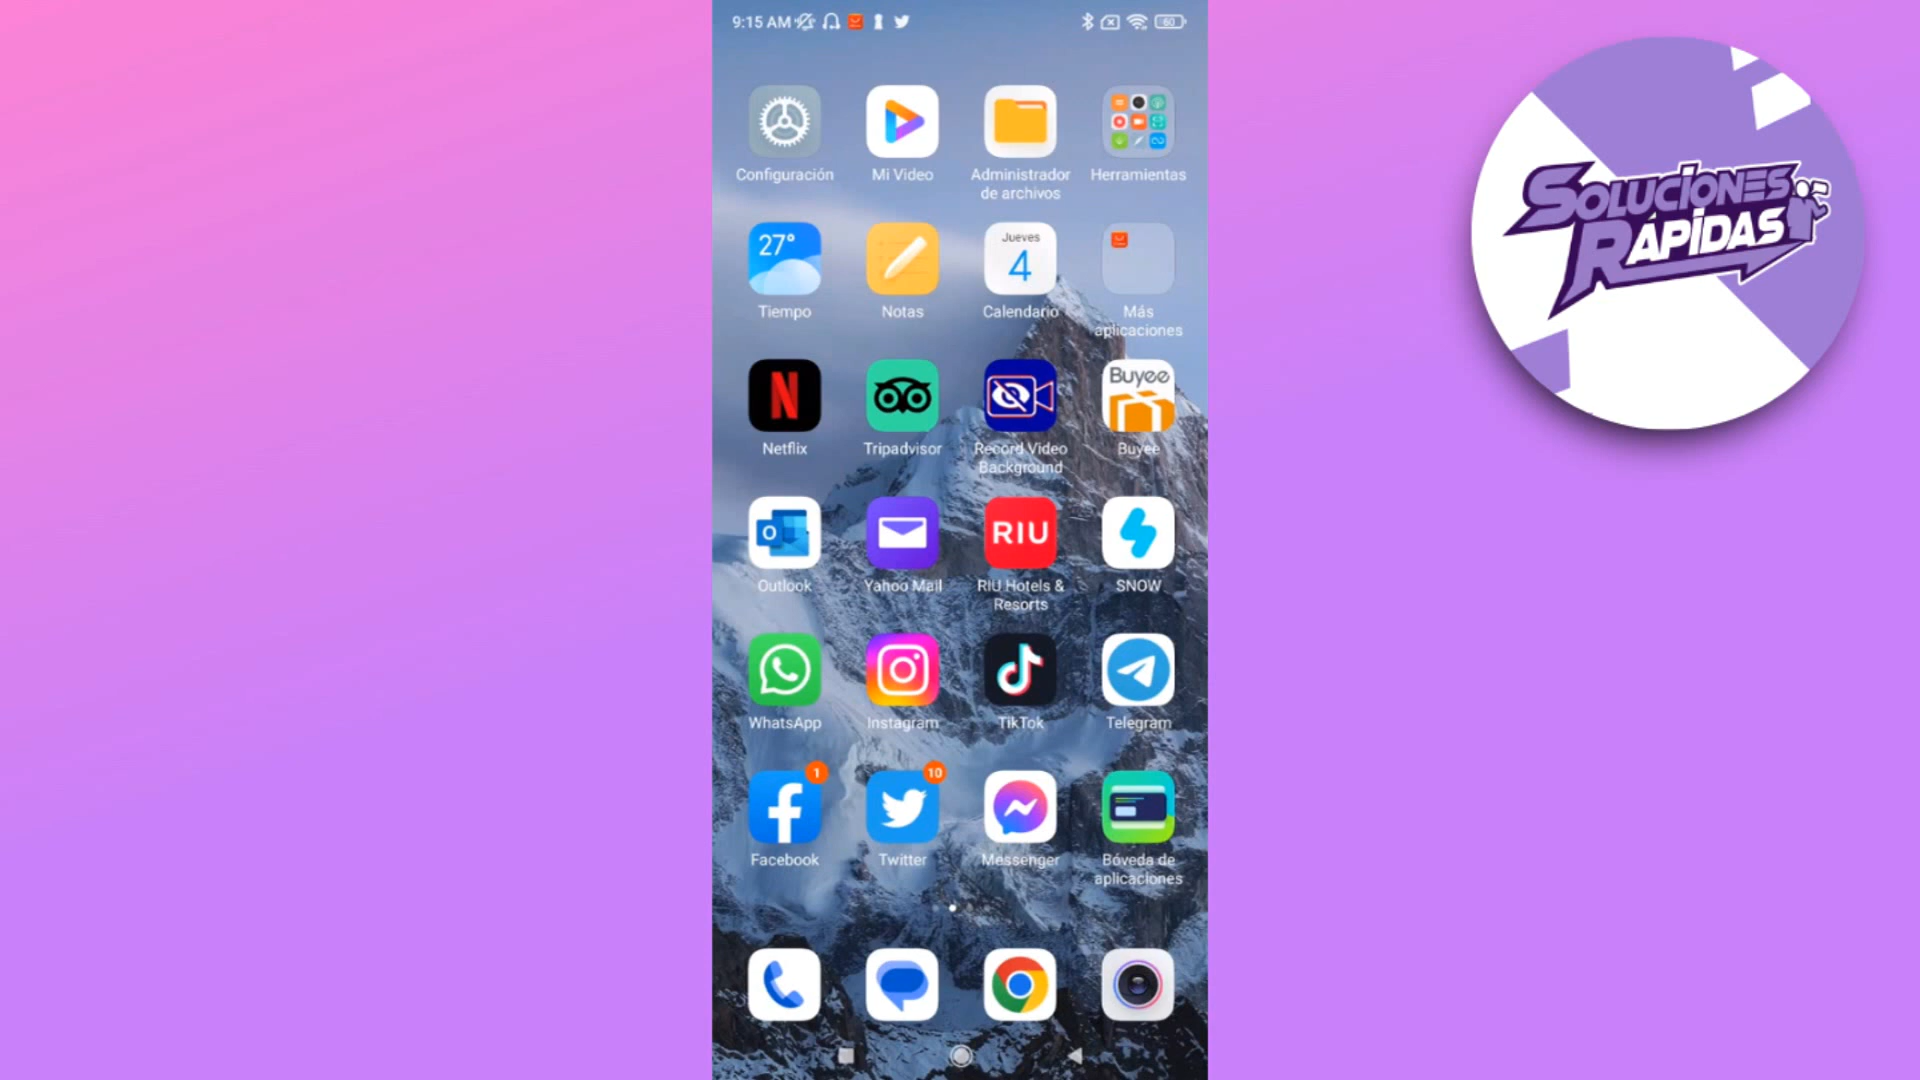 9:15 AM
60
SOLUCIONES
RÁPIDAS
Configuración
Mi Video
Administrador
de archivos
Herramientas
27°
Jueves
4
Tiempo
Notas
Calendario
Más
aplicaciones
N
Buyee
Netflix
Tripadvisor
Record Video
Background
Buyee
O
RIU
Outlook
Yahoo Mail
RIU Hotels &
Resorts
SNOW
WhatsApp
Instagram
TikTok
Telegram
1
10
Facebook
Twitter
Messenger
Bóveda de
aplicaciones